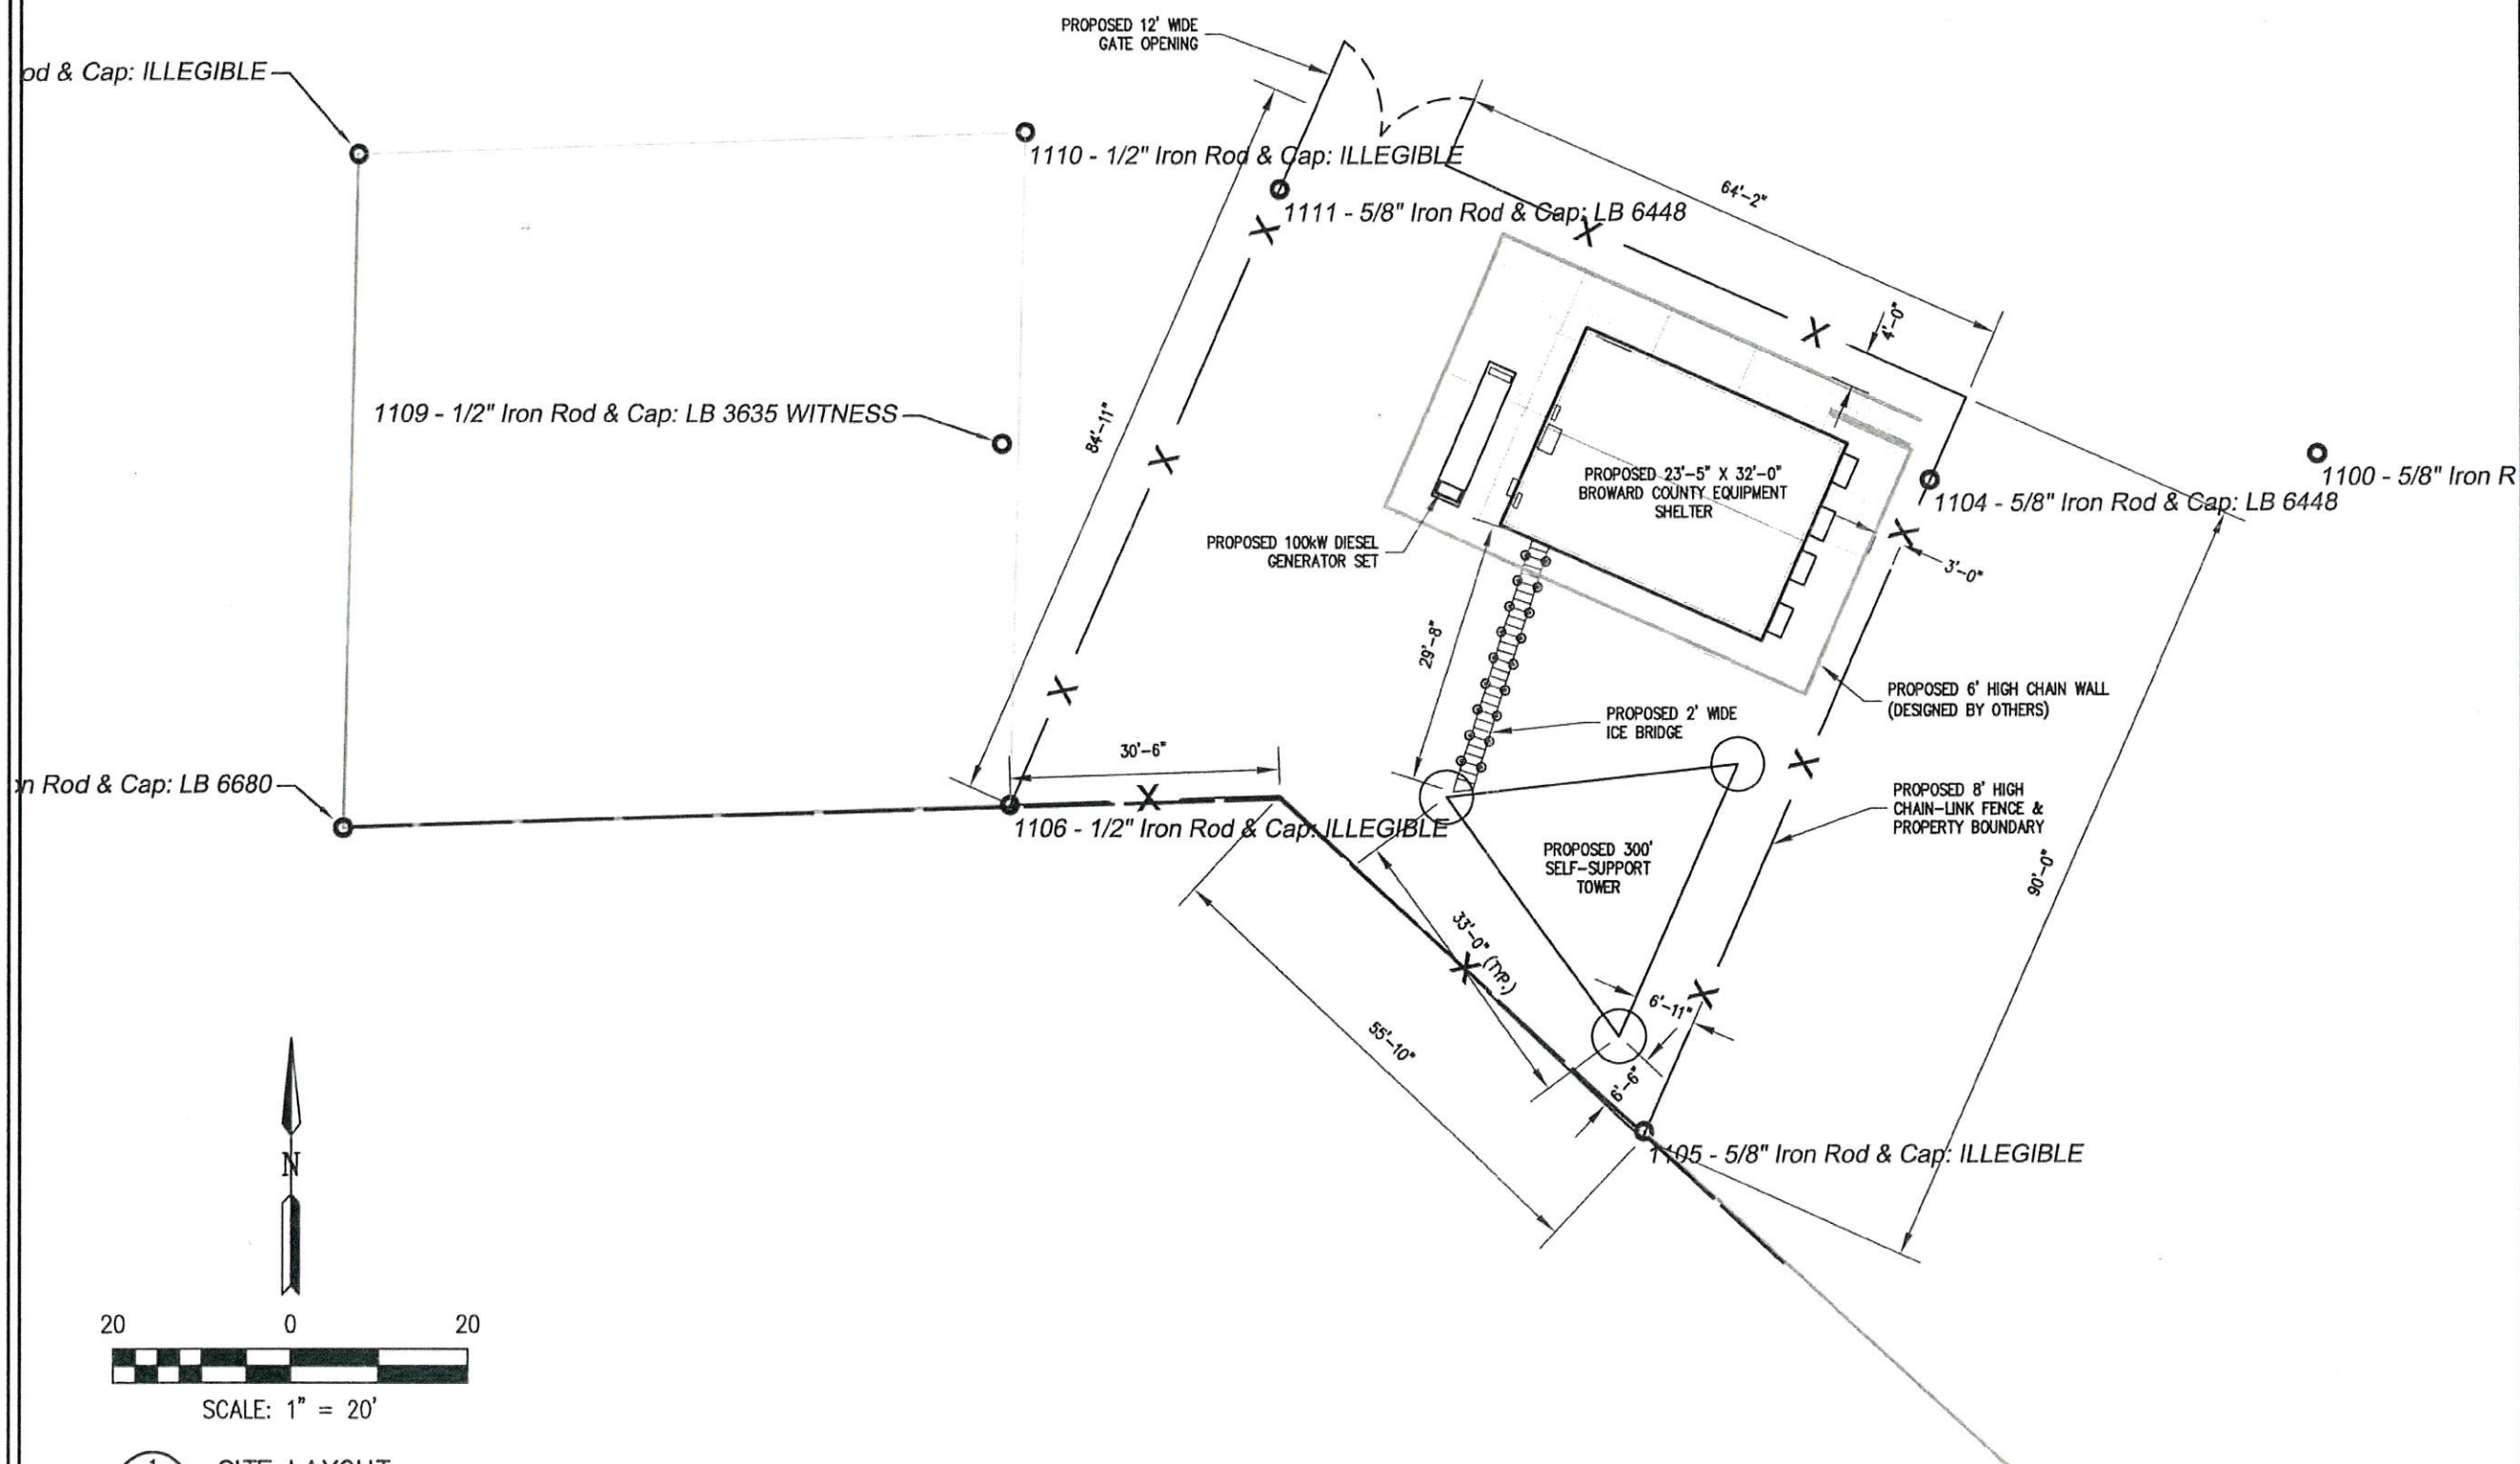 PROPOSED 12' WIDE
GATE OPENING
od & Cap: ILLEGIBLE
1110 - 1/2" Iron Rod & Cap: ILLEGIBLE
64'-2"
1111 - 5/8" Iron Rod & Cap: LB 6448
4'-0"
1109 - 1/2" Iron Rod & Cap: LB 3635 WITNESS
84'-11"
PROPOSED 23'-5" X 32'-0"
BROWARD COUNTY EQUIPMENT
SHELTER
1100 - 5/8" Iron R
1104 - 5/8" Iron Rod & Cap: LB 6448
PROPOSED 100kW DIESEL
GENERATOR SET
3'-0"
29'-8"
PROPOSED 6' HIGH CHAIN WALL
(DESIGNED BY OTHERS)
PROPOSED 2' WIDE
ICE BRIDGE
30'-6"
n Rod & Cap: LB 6680
PROPOSED 8' HIGH
CHAIN-LINK FENCE &
PROPERTY BOUNDARY
1106 - 1/2" Iron Rod & Cap: ILLEGIBLE
PROPOSED 300'
SELF-SUPPORT
TOWER
90'-0"
33'-0" (TYP.)
6'-11"
55'-10"
6'-6"
1105 - 5/8" Iron Rod & Cap: ILLEGIBLE
N
20 0 20
SCALE: 1" = 20'
1 SITE LAYOUT